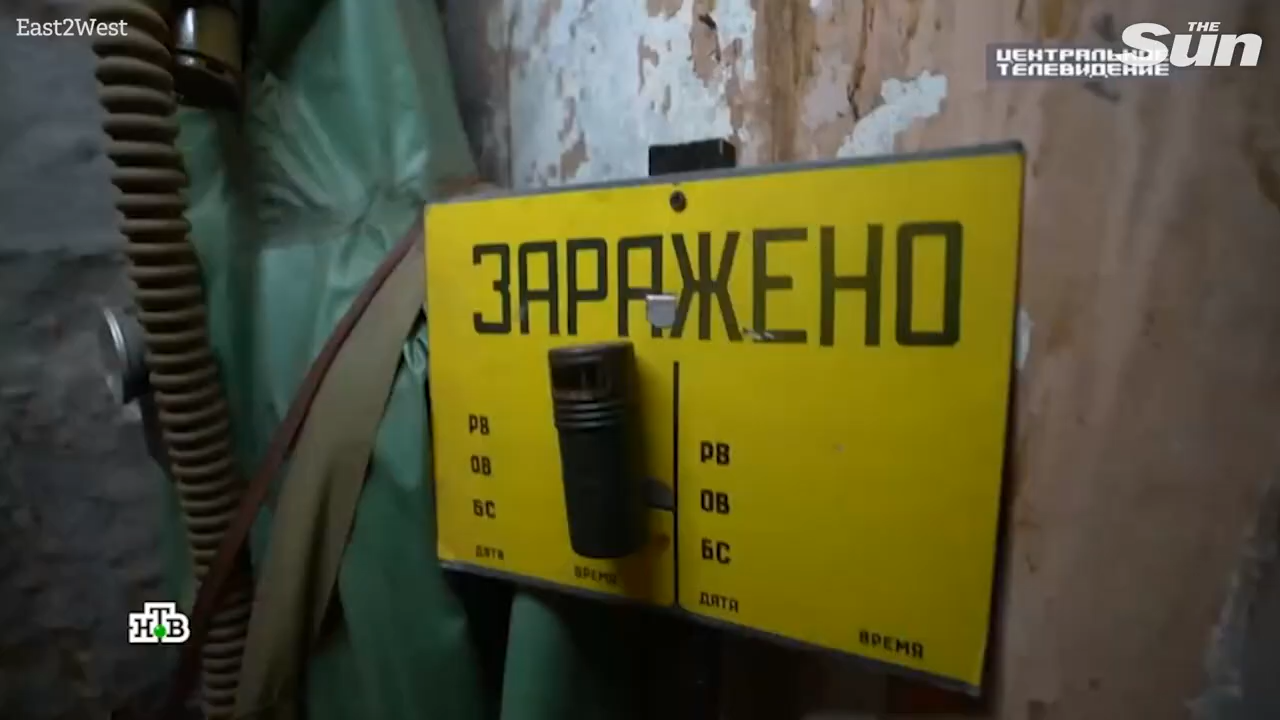 East2West
THE
Sun
ЦЕНТРАЛЬНОЕ
ТЕЛЕВИДЕНИЕ
ЗАРАЖЕНО
РВ
ОВ
БС
ДАТА
ВРЕМЯ
РВ
ОВ
БС
ДАТА
ВРЕМЯ
НТВ